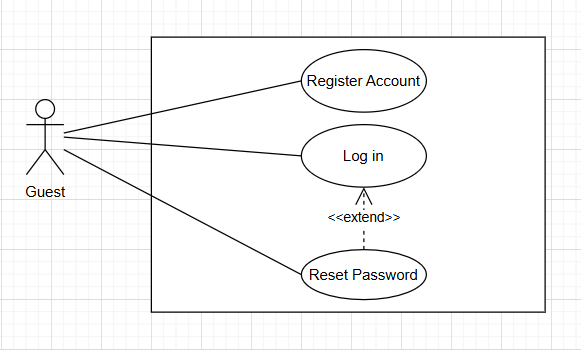 Register Account
Log in
Guest
<<extend>>
Reset Password